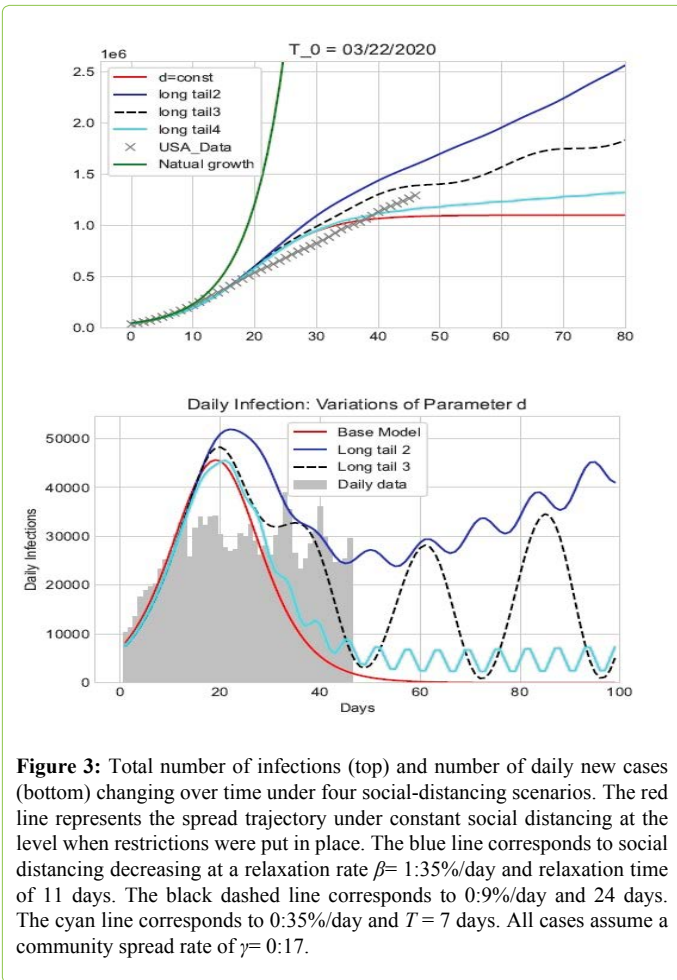 T_0 = 03/22/2020
1e6
2.5
2.0
1.5
1.0
0.5
0.0
d=const
long tail2
long tail3
long tail4
USA_Data
Natual growth
0 10 20 30 40 50 60 70 80
Daily Infection: Variations of Parameter d
Daily Infections
50000
40000
30000
20000
10000
0
Base Model
Long tail 2
Long tail 3
Daily data
0 20 40 60 80 100
Days
Figure 3: Total number of infections (top) and number of daily new cases
(bottom) changing over time under four social-distancing scenarios. The red
line represents the spread trajectory under constant social distancing at the
level when restrictions were put in place. The blue line corresponds to social
distancing decreasing at a relaxation rate β= 1:35%/day and relaxation time
of 11 days. The black dashed line corresponds to 0:9%/day and 24 days.
The cyan line corresponds to 0:35%/day and T = 7 days. All cases assume a
community spread rate of γ= 0:17.